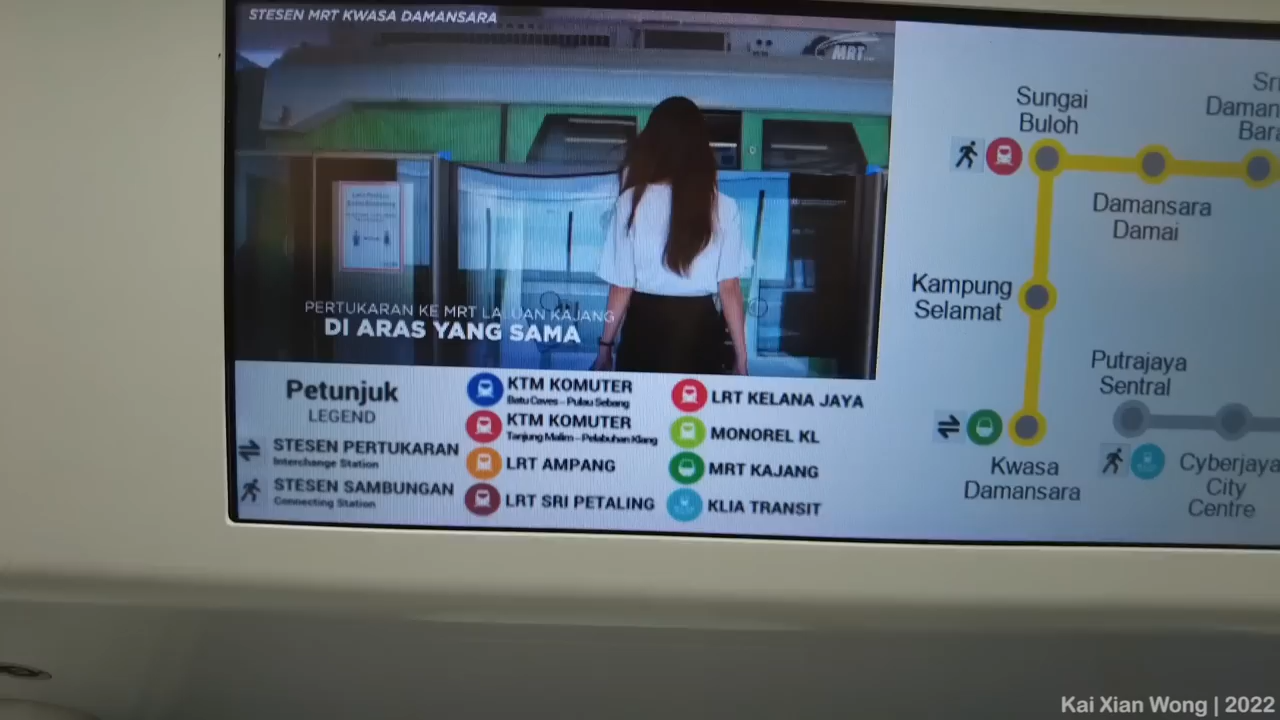 STESEN MRT KWASA DAMANSARA
MRT
PERTUKARAN KE MRT LALUAN KAJANG
DI ARAS YANG SAMA
Petunjuk
LEGEND
STESEN PERTUKARAN
Interchange Station
STESEN SAMBUNGAN
Connecting Station
KTM KOMUTER
Batu Caves – Pulau Sebang
KTM KOMUTER
Tanjung Malim – Pelabuhan Klang
LRT AMPANG
LRT SRI PETALING
LRT KELANA JAYA
MONOREL KL
MRT KAJANG
KLIA TRANSIT
Sungai
Buloh
Damansara
Damai
Kampung
Selamat
Kwasa
Damansara
Putrajaya
Sentral
Cyberjaya
City
Centre
Kai Xian Wong | 2022